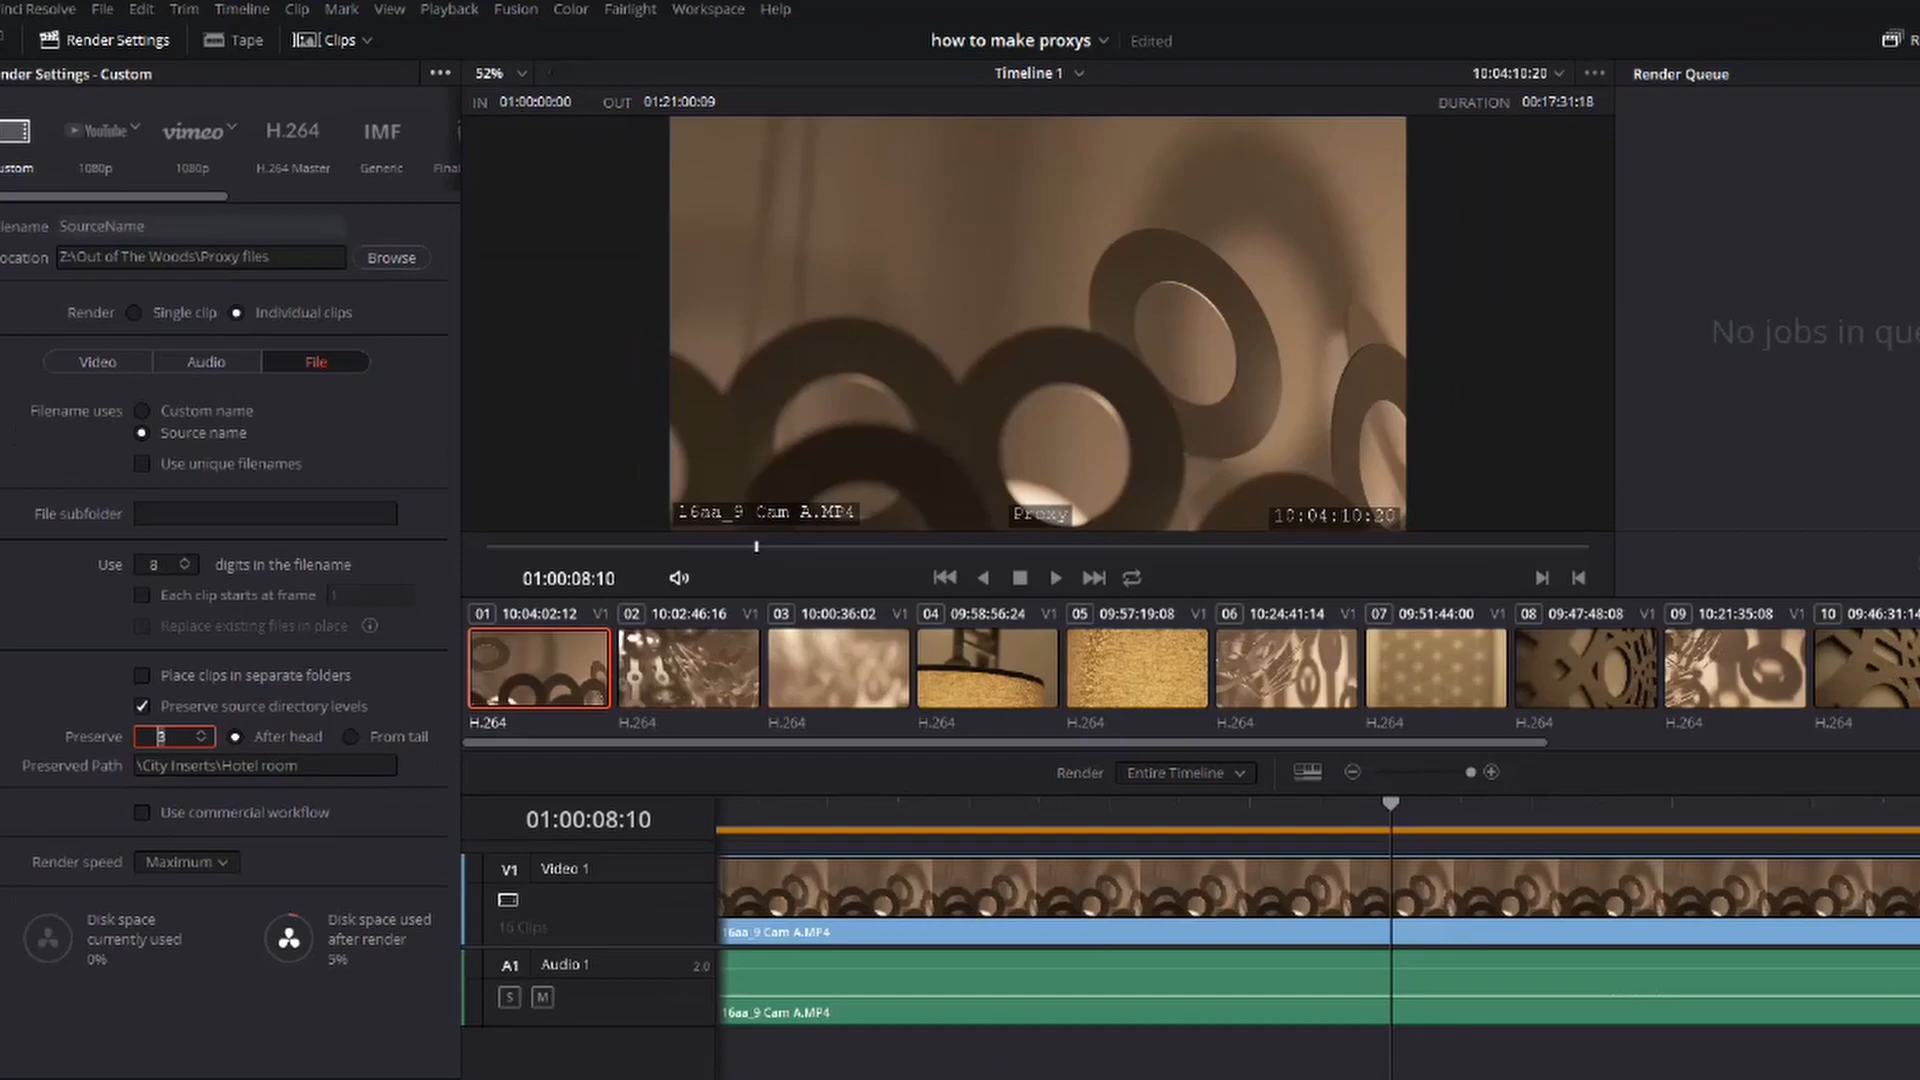 nci Resolve File Edit Trim Timeline Clip Mark View Playback Fusion Color Fairlight Workspace Help
Render Settings Tape Clips how to make proxys Edited R
nder Settings - Custom ••• 52% Timeline 1 10:04:10:20 ••• Render Queue
IN 01:00:00:00 OUT 01:21:00:09 DURATION 00:17:31:18
YouTube vimeo H.264 IMF
ustom 1080p 1080p H.264 Master Generic Final
lename SourceName
ocation Z:\Out of The Woods\Proxy files Browse
Render Single clip Individual clips
No jobs in que
Video Audio File
Filename uses Custom name
Source name
Use unique filenames
File subfolder
16aa_9 Cam A.MP4 Proxy 10:04:10:20
Use 8 digits in the filename
01:00:08:10
Each clip starts at frame 1
Replace existing files in place
01 10:04:02:12 V1 02 10:02:46:16 V1 03 10:00:36:02 V1 04 09:58:56:24 V1 05 09:57:19:08 V1 06 10:24:41:14 V1 07 09:51:44:00 V1 08 09:47:48:08 V1 09 10:21:35:08 V1 10 09:46:31:14
Place clips in separate folders
Preserve source directory levels
H.264 H.264 H.264 H.264 H.264 H.264 H.264 H.264 H.264 H.264
Preserve 3 After head From tail
Preserved Path \City Inserts\Hotel room
Render Entire Timeline
Use commercial workflow
01:00:08:10
Render speed Maximum
V1 Video 1
16 Clips
16aa_9 Cam A.MP4
Disk space currently used 0%
Disk space used after render 5%
A1 Audio 1 2.0
S M
16aa_9 Cam A.MP4